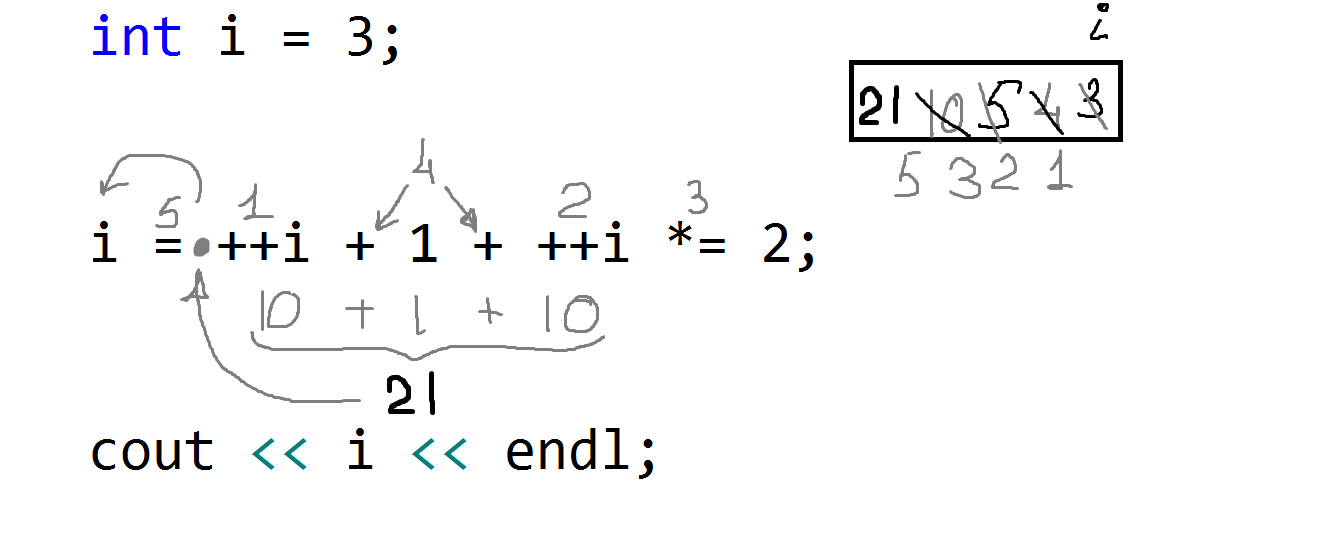 int i = 3;
i
21 10 5 4 3
5 3 2 1
4
5 1 2 3
i = ++i + 1 + ++i *= 2;
10 + 1 + 10
21
cout << i << endl;